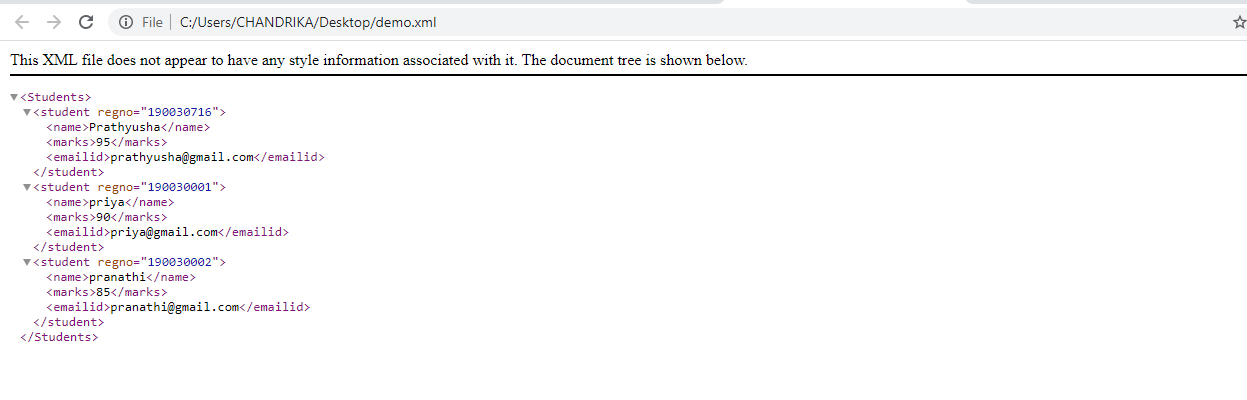 File | C:/Users/CHANDRIKA/Desktop/demo.xml
This XML file does not appear to have any style information associated with it. The document tree is shown below.
<Students>
<student regno="190030716">
<name>Prathyusha</name>
<marks>95</marks>
<emailid>prathyusha@gmail.com</emailid>
</student>
<student regno="190030001">
<name>priya</name>
<marks>90</marks>
<emailid>priya@gmail.com</emailid>
</student>
<student regno="190030002">
<name>pranathi</name>
<marks>85</marks>
<emailid>pranathi@gmail.com</emailid>
</student>
</Students>